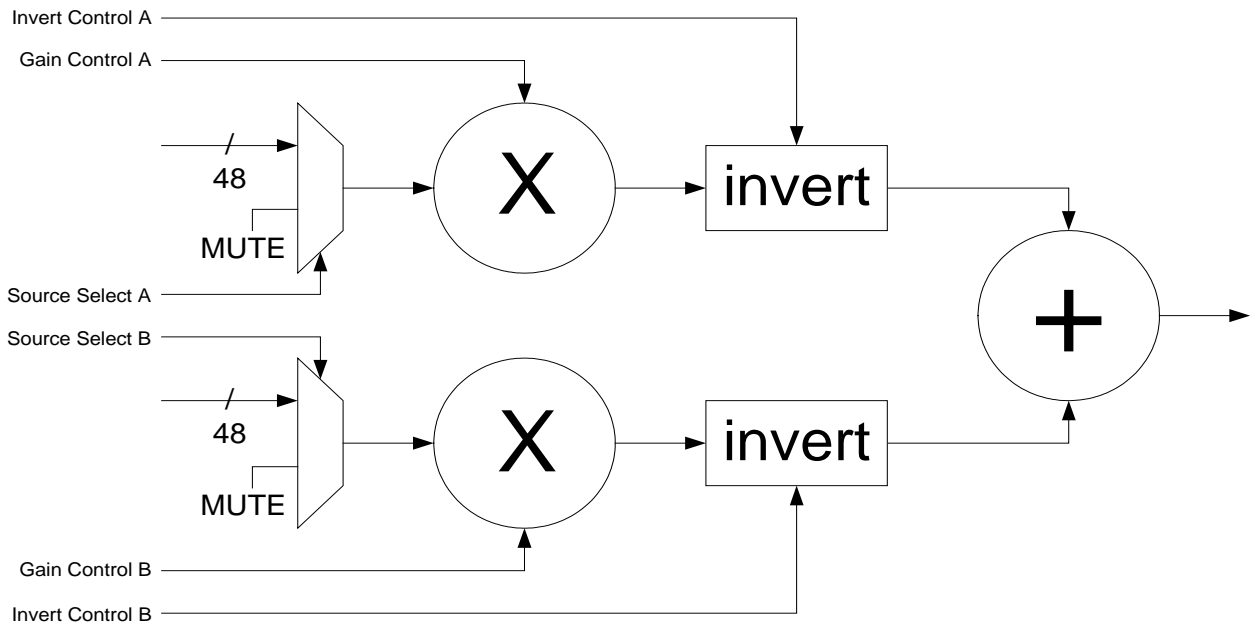 Invert Control A
Gain Control A
/
48
X
invert
MUTE
Source Select A
+
Source Select B
/
48
X
invert
MUTE
Gain Control B
Invert Control B